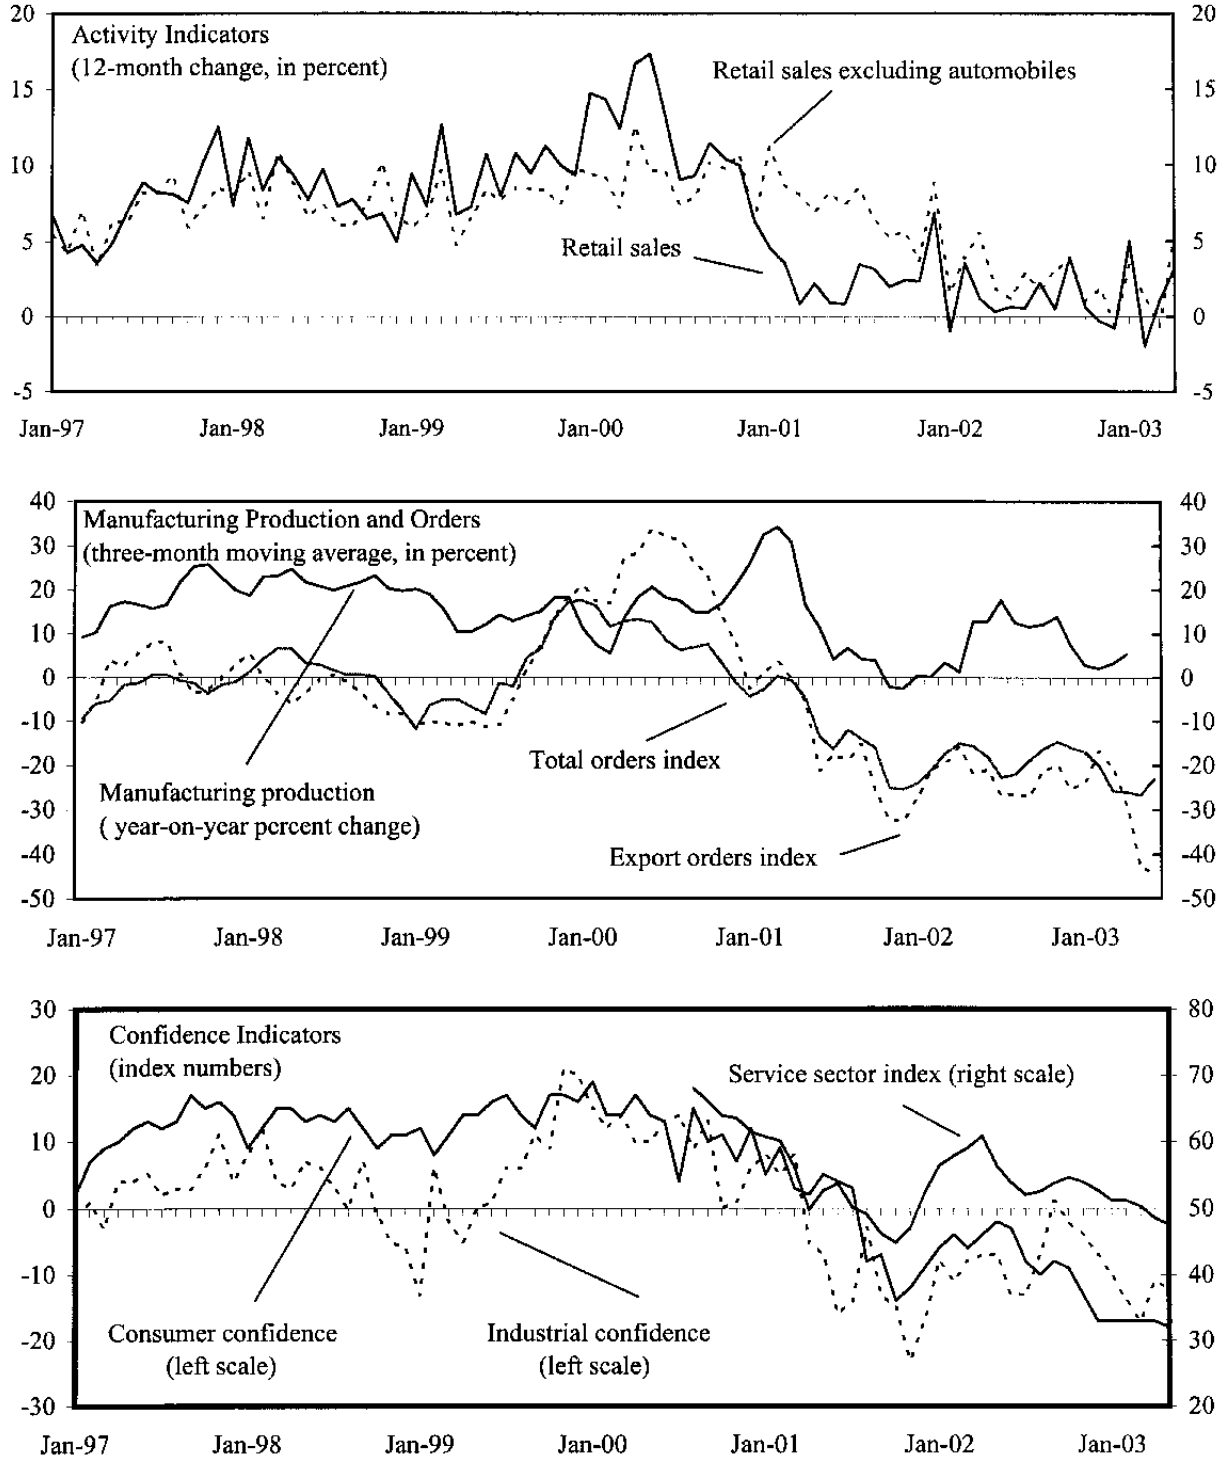 Activity Indicators
(12-month change, in percent)
Retail sales excluding automobiles
Retail sales
20
15
10
5
0
-5
20
15
10
5
0
-5
Jan-97 Jan-98 Jan-99 Jan-00 Jan-01 Jan-02 Jan-03
Manufacturing Production and Orders
(three-month moving average, in percent)
Total orders index
Manufacturing production
( year-on-year percent change)
Export orders index
40
30
20
10
0
-10
-20
-30
-40
-50
40
30
20
10
0
-10
-20
-30
-40
-50
Jan-97 Jan-98 Jan-99 Jan-00 Jan-01 Jan-02 Jan-03
Confidence Indicators
(index numbers)
Service sector index (right scale)
Consumer confidence
(left scale)
Industrial confidence
(left scale)
30
20
10
0
-10
-20
-30
80
70
60
50
40
30
20
Jan-97 Jan-98 Jan-99 Jan-00 Jan-01 Jan-02 Jan-03